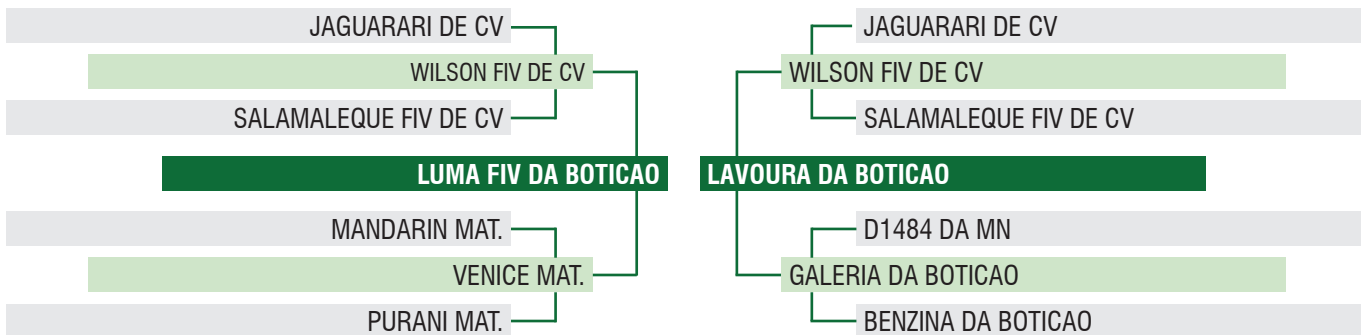 JAGUARARI DE CV
WILSON FIV DE CV
SALAMALEQUE FIV DE CV
LUMA FIV DA BOTICAO
MANDARIN MAT.
VENICE MAT.
PURANI MAT.
JAGUARARI DE CV
WILSON FIV DE CV
SALAMALEQUE FIV DE CV
LAVOURA DA BOTICAO
D1484 DA MN
GALERIA DA BOTICAO
BENZINA DA BOTICAO